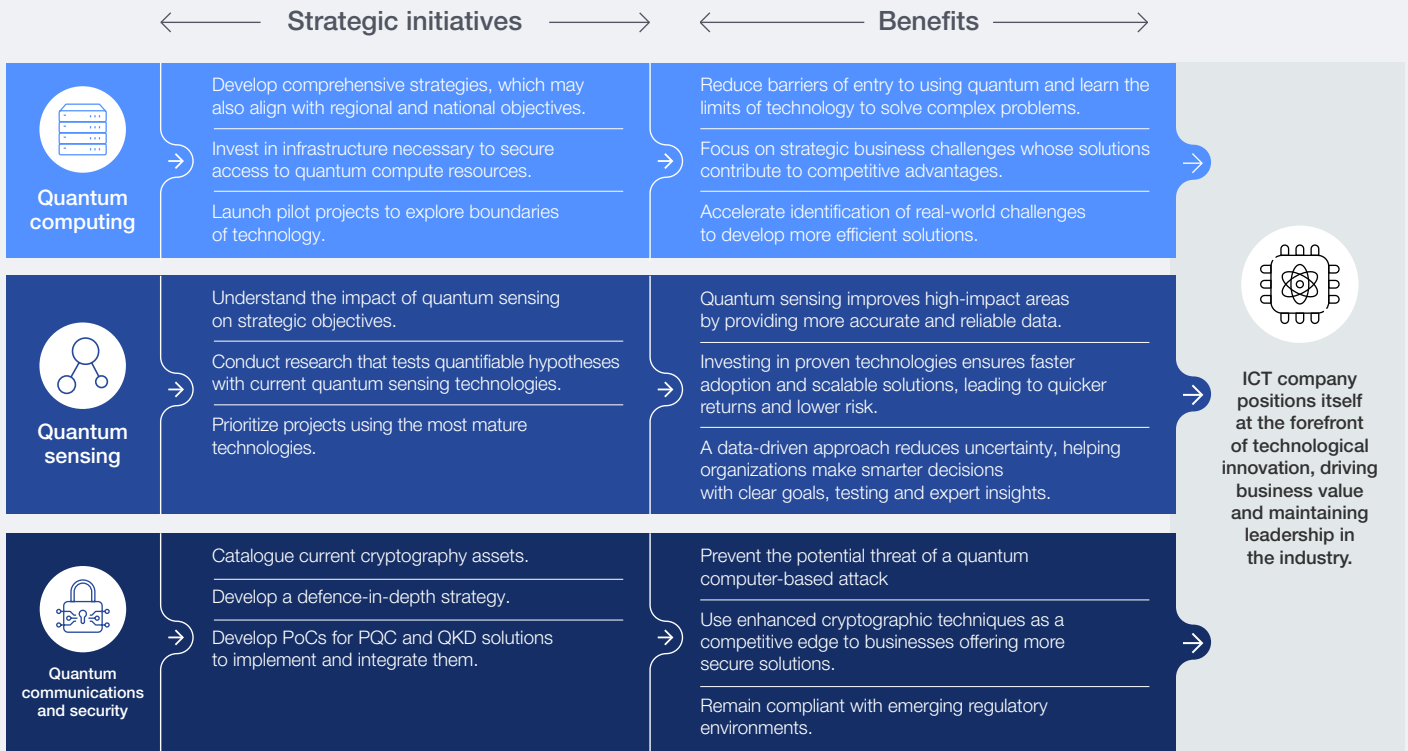 Strategic initiatives
Benefits
Quantum
computing
Develop comprehensive strategies, which may
also align with regional and national objectives.
Invest in infrastructure necessary to secure
access to quantum compute resources.
Launch pilot projects to explore boundaries
of technology.
Reduce barriers of entry to using quantum and learn the
limits of technology to solve complex problems.
Focus on strategic business challenges whose solutions
contribute to competitive advantages.
Accelerate identification of real-world challenges
to develop more efficient solutions.
Quantum
sensing
Understand the impact of quantum sensing
on strategic objectives.
Conduct research that tests quantifiable hypotheses
with current quantum sensing technologies.
Prioritize projects using the most mature
technologies.
Quantum sensing improves high-impact areas
by providing more accurate and reliable data.
Investing in proven technologies ensures faster
adoption and scalable solutions, leading to quicker
returns and lower risk.
A data-driven approach reduces uncertainty, helping
organizations make smarter decisions
with clear goals, testing and expert insights.
Quantum
communications
and security
Catalogue current cryptography assets.
Develop a defence-in-depth strategy.
Develop PoCs for PQC and QKD solutions
to implement and integrate them.
Prevent the potential threat of a quantum
computer-based attack
Use enhanced cryptographic techniques as a
competitive edge to businesses offering more
secure solutions.
Remain compliant with emerging regulatory
environments.
ICT company
positions itself
at the forefront
of technological
innovation, driving
business value
and maintaining
leadership in
the industry.